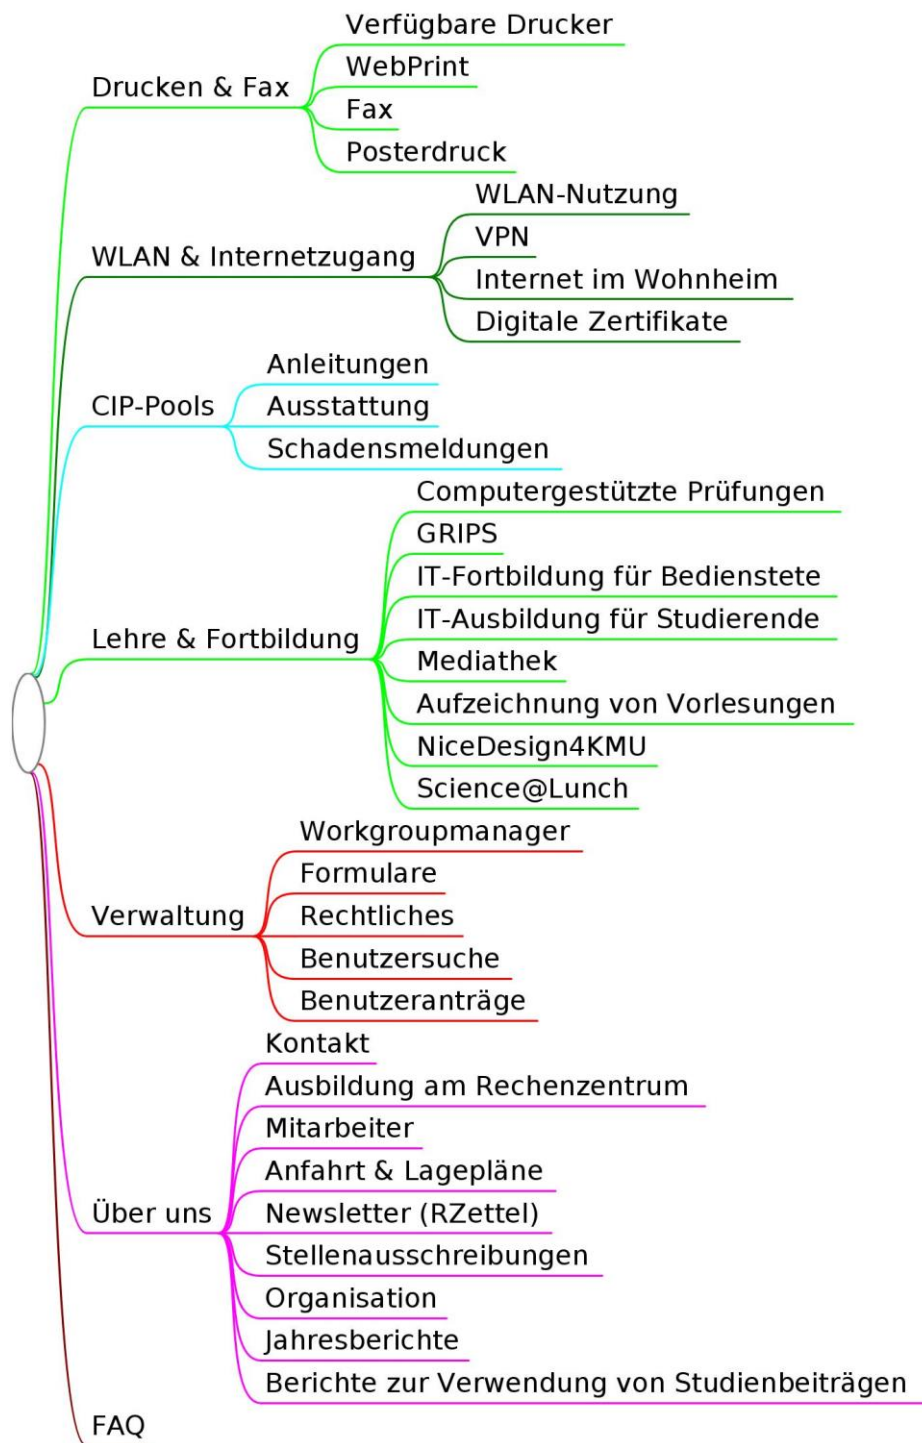 Verfügbare Drucker
WebPrint
Drucken & Fax
Fax
Posterdruck
WLAN-Nutzung
VPN
WLAN & Internetzugang
Internet im Wohnheim
Digitale Zertifikate
Anleitungen
CIP-Pools
Ausstattung
Schadensmeldungen
Computergestützte Prüfungen
GRIPS
IT-Fortbildung für Bedienstete
IT-Ausbildung für Studierende
Lehre & Fortbildung
Mediathek
Aufzeichnung von Vorlesungen
NiceDesign4KMU
Science@Lunch
Workgroupmanager
Formulare
Verwaltung
Rechtliches
Benutzersuche
Benutzeranträge
Kontakt
Ausbildung am Rechenzentrum
Mitarbeiter
Anfahrt & Lagepläne
Über uns
Newsletter (RZettel)
Stellenausschreibungen
Organisation
Jahresberichte
Berichte zur Verwendung von Studienbeiträgen
FAQ